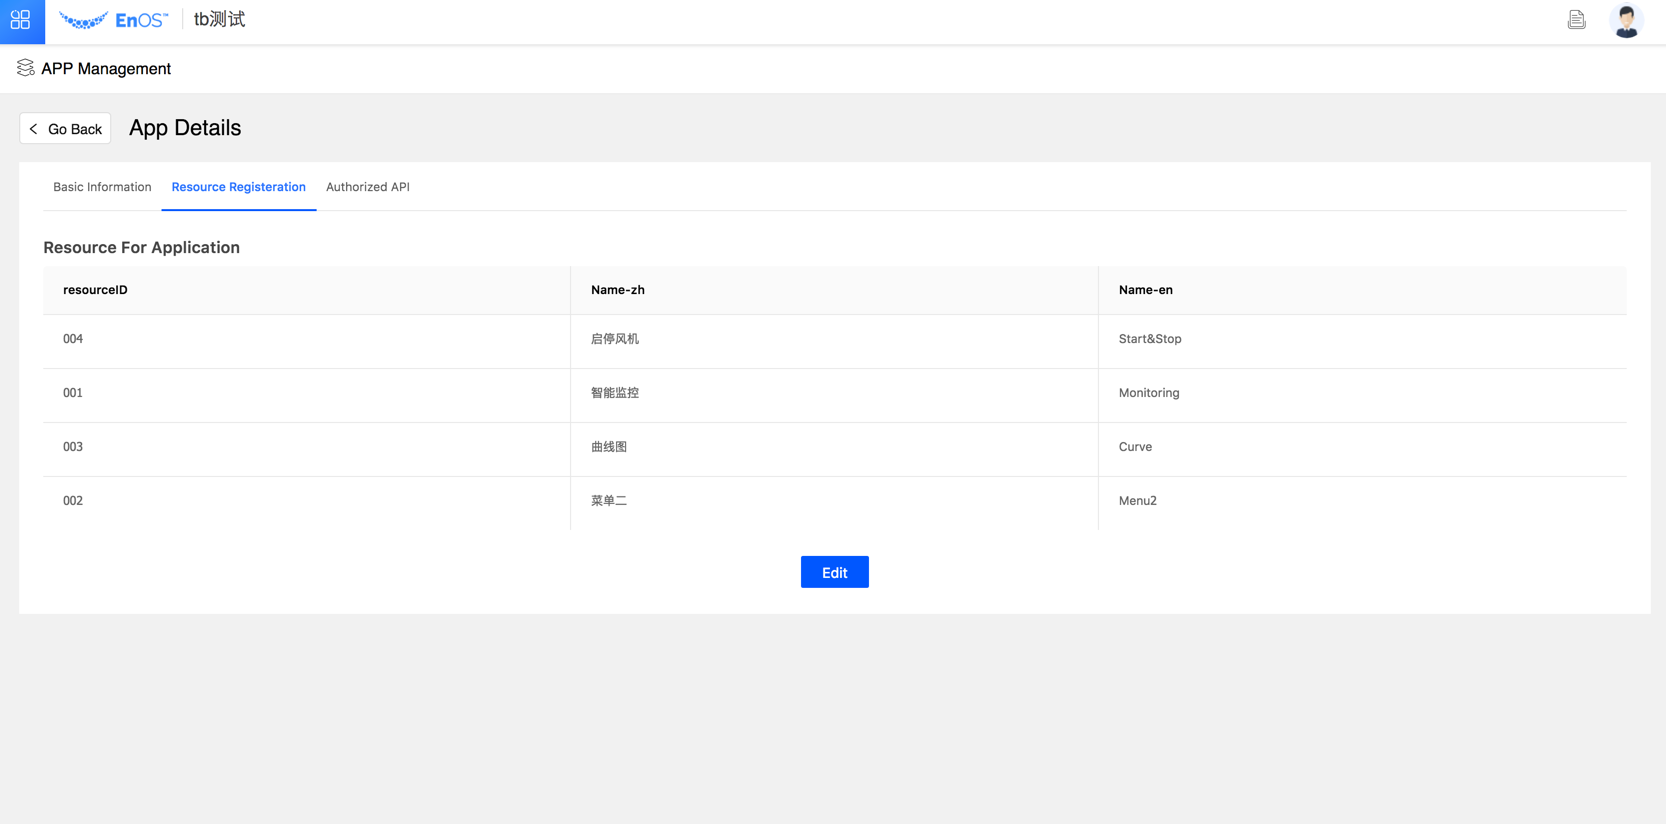 EnOS™ tb测试
APP Management
Go Back App Details
Basic Information Resource Registeration Authorized API
Resource For Application
resourceID Name-zh Name-en
004 启停风机 Start&Stop
001 智能监控 Monitoring
003 曲线图 Curve
002 菜单二 Menu2
Edit